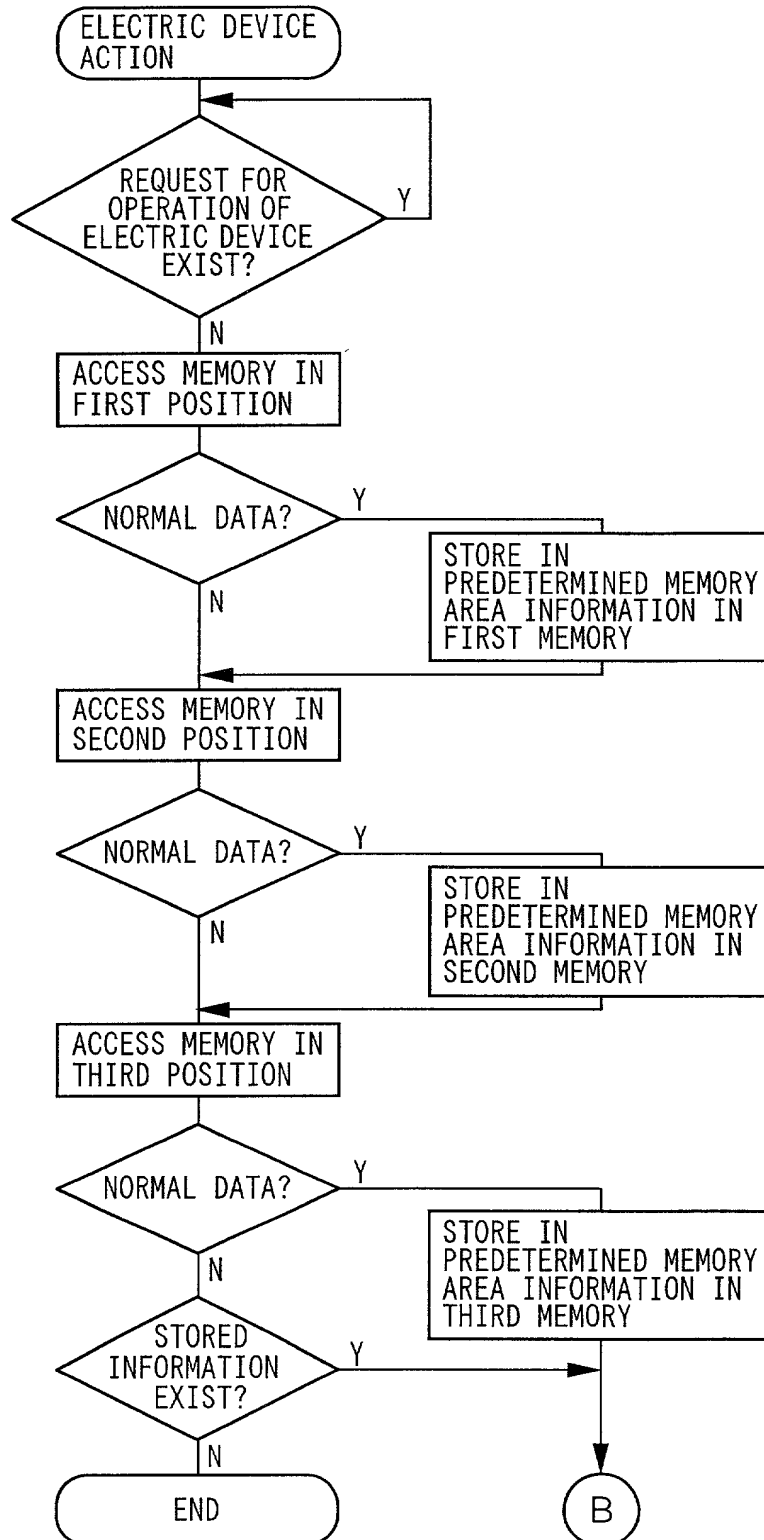 ELECTRIC DEVICE
ACTION
REQUEST FOR
OPERATION OF
ELECTRIC DEVICE
EXIST?
Y
N
ACCESS MEMORY IN
FIRST POSITION
NORMAL DATA?
Y
N
STORE IN
PREDETERMINED MEMORY
AREA INFORMATION IN
FIRST MEMORY
ACCESS MEMORY IN
SECOND POSITION
NORMAL DATA?
Y
N
STORE IN
PREDETERMINED MEMORY
AREA INFORMATION IN
SECOND MEMORY
ACCESS MEMORY IN
THIRD POSITION
NORMAL DATA?
Y
N
STORE IN
PREDETERMINED MEMORY
AREA INFORMATION IN
THIRD MEMORY
STORED
INFORMATION
EXIST?
Y
N
END
B